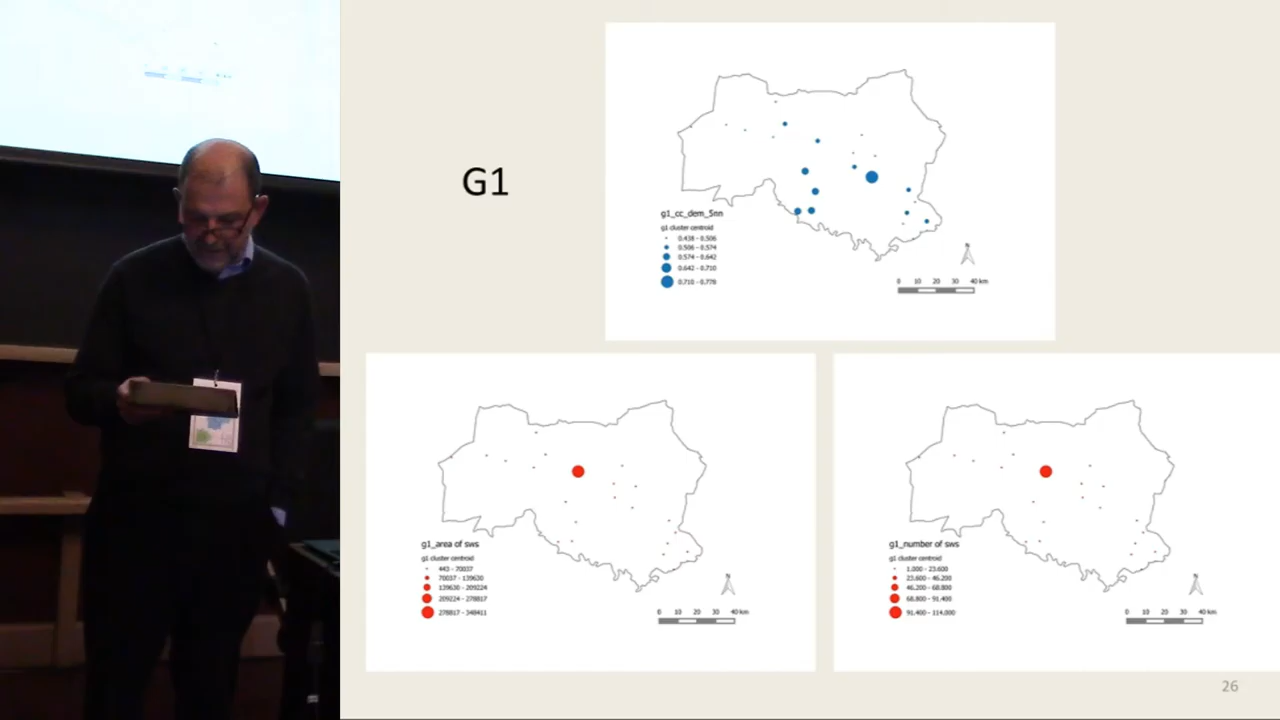 G1
g1_cc_dem_5nn
g1 cluster centroid
0.438 - 0.506
0.506 - 0.574
0.574 - 0.642
0.642 - 0.710
0.710 - 0.778
0 10 20 30 40 km
g1_area of sws
g1 cluster centroid
443 - 70037
70037 - 139630
139630 - 209224
209224 - 278817
278817 - 348411
0 10 20 30 40 km
g1_number of sws
g1 cluster centroid
1.000 - 23.600
23.600 - 46.200
46.200 - 68.800
68.800 - 91.400
91.400 - 114.000
0 10 20 30 40 km
26